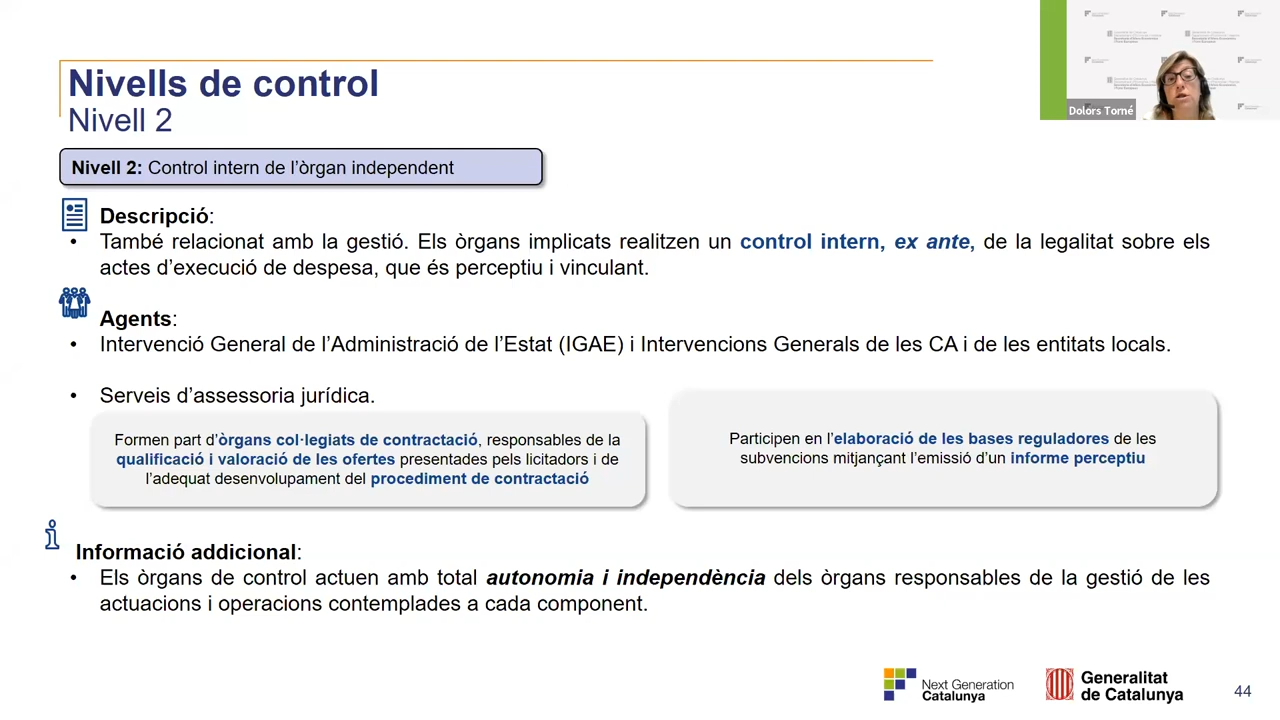 Nivells de control
Nivell 2
Dolors Torné
Nivell 2: Control intern de l'òrgan independent
Descripció:
• També relacionat amb la gestió. Els òrgans implicats realitzen un control intern, ex ante, de la legalitat sobre els
actes d'execució de despesa, que és perceptiu i vinculant.
Agents:
• Intervenció General de l'Administració de l'Estat (IGAE) i Intervencions Generals de les CA i de les entitats locals.
• Serveis d'assessoria jurídica.
Formen part d'òrgans col·legiats de contractació, responsables de la
qualificació i valoració de les ofertes presentades pels licitadors i de
l'adequat desenvolupament del procediment de contractació
Participen en l'elaboració de les bases reguladores de les
subvencions mitjançant l'emissió d'un informe perceptiu
Informació addicional:
• Els òrgans de control actuen amb total autonomia i independència dels òrgans responsables de la gestió de les
actuacions i operacions contemplades a cada component.
Next Generation
Catalunya
Generalitat
de Catalunya
44